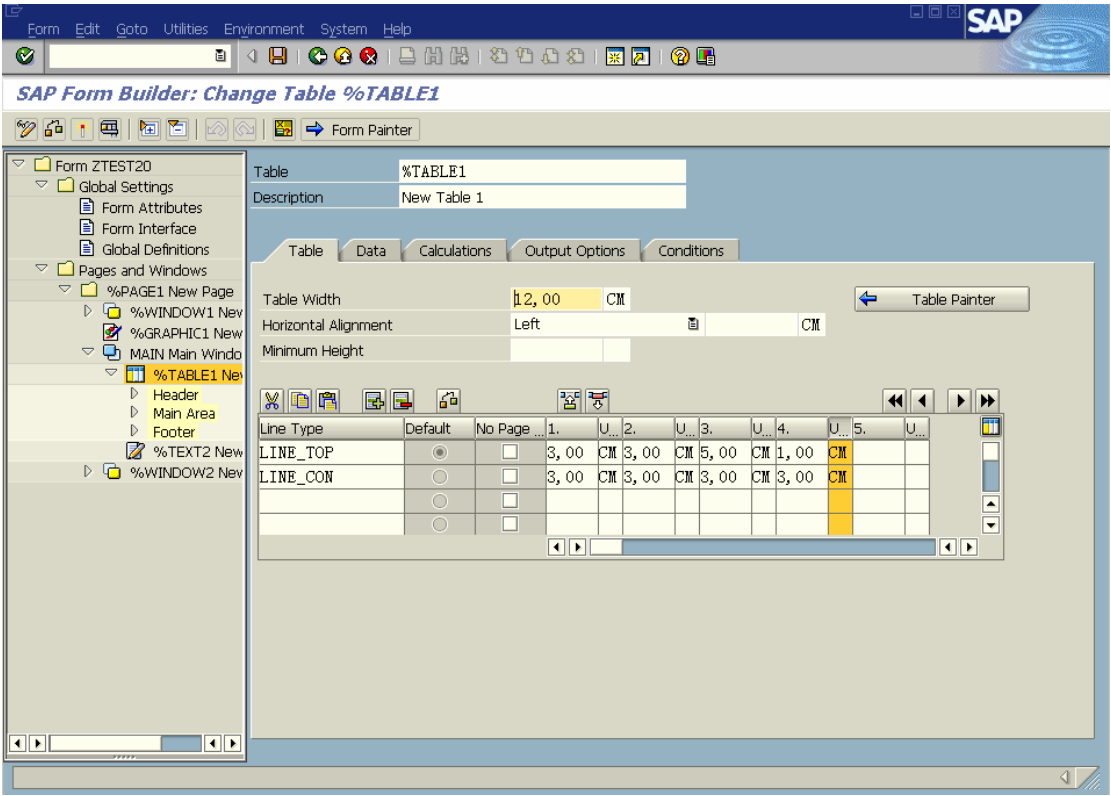 Form Edit Goto Utilities Environment System Help
SAP
SAP Form Builder: Change Table %TABLE1
Form Painter
Form ZTEST20
Global Settings
Form Attributes
Form Interface
Global Definitions
Pages and Windows
%PAGE1 New Page
%WINDOW1 Nev
%GRAPHIC1 New
MAIN Main Windo
%TABLE1 Nev
Header
Main Area
Footer
%TEXT2 New
%WINDOW2 Nev
Table %TABLE1
Description New Table 1
Table Data Calculations Output Options Conditions
Table Width 12,00 CM Table Painter
Horizontal Alignment Left CM
Minimum Height
Line Type Default No Page ... 1. U... 2. U... 3. U... 4. U... 5. U...
LINE_TOP 3,00 CM 3,00 CM 5,00 CM 1,00 CM
LINE_CON 3,00 CM 3,00 CM 3,00 CM 3,00 CM